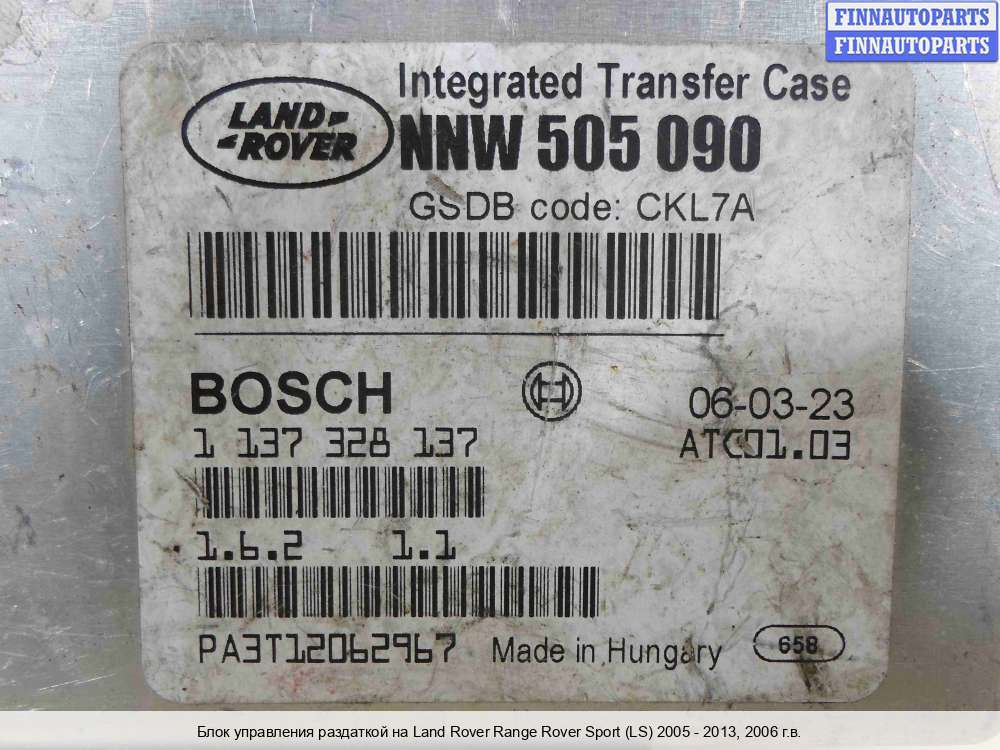 FINNAUTOPARTS
FINNAUTOPARTS
Integrated Transfer Case
LAND ROVER
NNW 505 090
GSDB code: CKL7A
BOSCH
06-03-23
1 137 328 137
ATC01.03
1.6.2 1.1
PA3T12062967
Made in Hungary
658
Блок управления раздаткой на Land Rover Range Rover Sport (LS) 2005 - 2013, 2006 г.в.